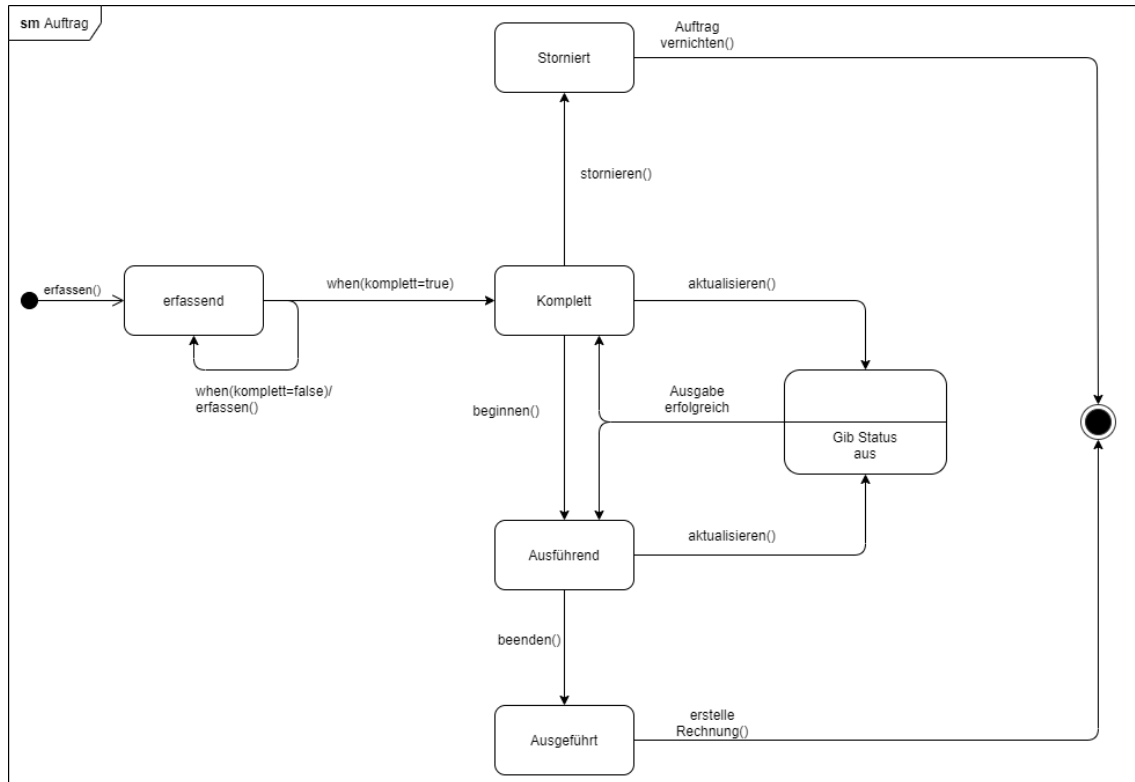 sm Auftrag
Storniert
Auftrag
vernichten()
stornieren()
erfassen()
erfassend
when(komplett=true)
Komplett
aktualisieren()
when(komplett=false)/
erfassen()
beginnen()
Ausgabe
erfolgreich
Gib Status
aus
Ausführend
aktualisieren()
beenden()
Ausgeführt
erstelle
Rechnung()